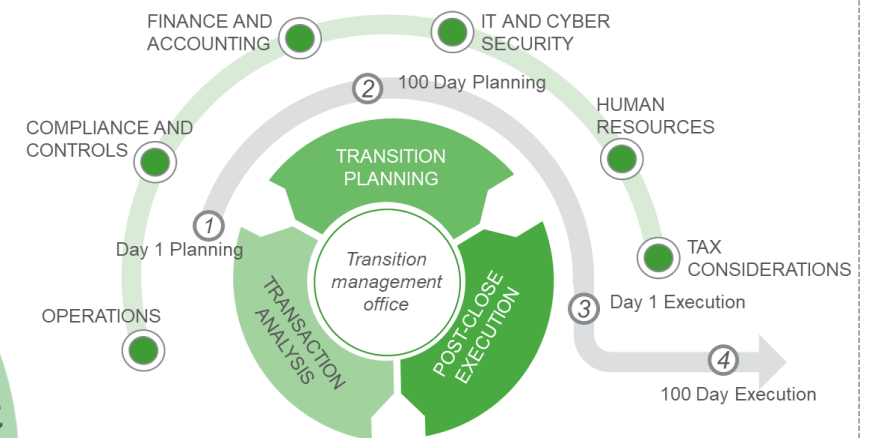 FINANCE AND
ACCOUNTING
IT AND CYBER
SECURITY
2
100 Day Planning
HUMAN
RESOURCES
COMPLIANCE AND
CONTROLS
TRANSITION
PLANNING
1
Day 1 Planning
Transition
management
office
TAX
CONSIDERATIONS
OPERATIONS
TRANSACTION
ANALYSIS
POST-CLOSE
EXECUTION
3
Day 1 Execution
4
100 Day Execution